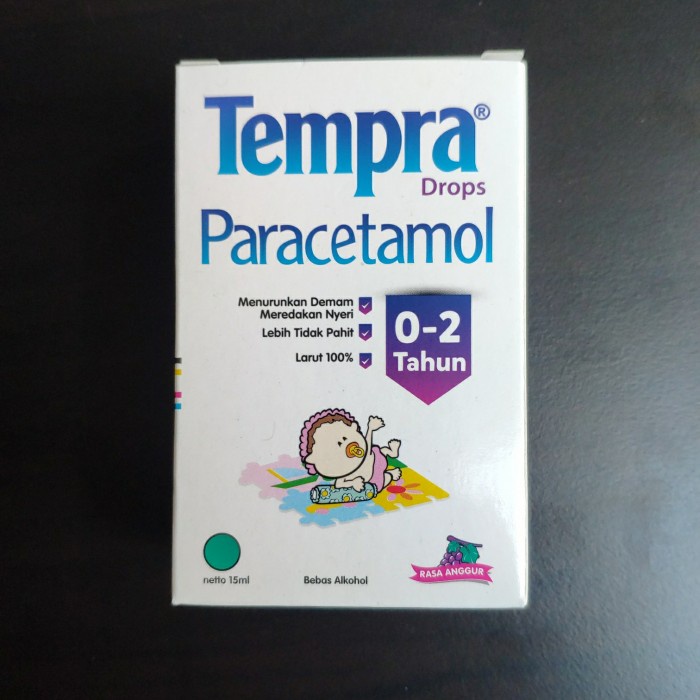 Tempra®
Drops
Paracetamol
Menurunkan Demam
Meredakan Nyeri
Lebih Tidak Pahit
Larut 100%
0-2
Tahun
netto 15ml
Bebas Alkohol
RASA ANGGUR